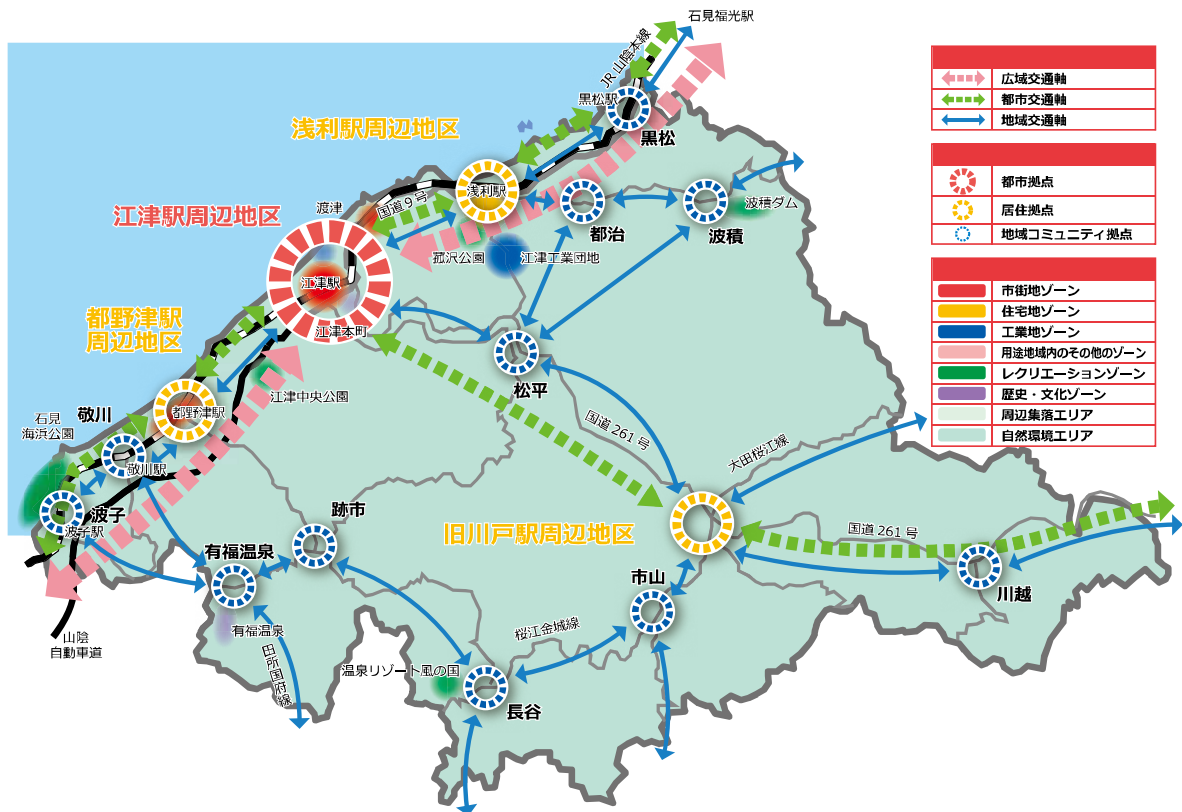 石見福光駅
JR 山陰本線
黒松駅
黒松
浅利駅周辺地区
浅利駅
国道 9 号
渡津
江津駅周辺地区
都治
波積
波積ダム
菰沢公園
江津工業団地
江津駅
江津本町
都野津駅
周辺地区
松平
江津中央公園
都野津駅
敬川
石見
海浜公園
敬川駅
国道 261 号
大田桜江線
波子
波子駅
跡市
旧川戸駅周辺地区
国道 261 号
有福温泉
市山
川越
有福温泉
山陰
自動車道
桜江金城線
田所国府線
温泉リゾート風の国
長谷
広域交通軸
都市交通軸
地域交通軸
都市拠点
居住拠点
地域コミュニティ拠点
市街地ゾーン
住宅地ゾーン
工業地ゾーン
用途地域内のその他のゾーン
レクリエーションゾーン
歴史・文化ゾーン
周辺集落エリア
自然環境エリア